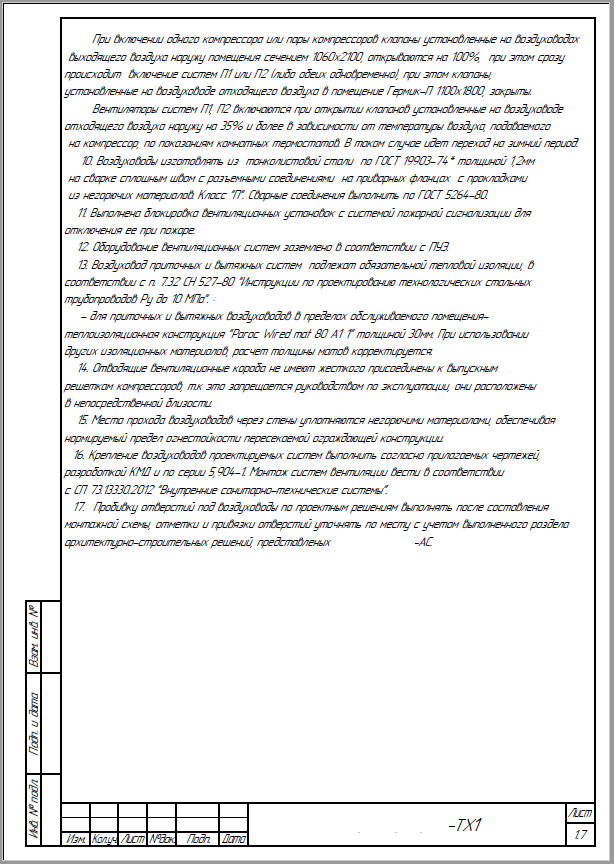 При включении одного компрессора или пары компрессоров клапаны установленные на воздуховодах
выходящего воздуха наружу помещения сечением 1060х2100, открываются на 100%, при этом сразу
происходит включение систем П1 или П2 (либо обеих одновременно), при этом клапаны,
установленные на воздуховоде отходящего воздуха в помещение Гермик-П 1100х1800, закрыты.
Вентиляторы систем П1, П2 включаются при открытии клапанов установленные на воздуховоде
отходящего воздуха наружу на 35% и более в зависимости от температуры воздуха, подаваемого
на компрессор, по показаниям комнатных термостатов. В таком случае идет переход на зимний период.
10. Воздуховоды изготовлять из тонколистовой стали по ГОСТ 19903-74* толщиной 1,2мм
на сварке сплошным швом с разъемными соединениями на приварных фланцах с прокладками
из негорючих материалов. Класс "П". Сварные соединения выполнить по ГОСТ 5264-80.
11. Выполнена блокировка вентиляционных установок с системой пожарной сигнализации для
отключения ее при пожаре.
12. Оборудование вентиляционных систем заземлено в соответствии с ПУЭ.
13. Воздуховод приточных и вытяжных систем подлежат обязательной тепловой изоляции, в
соответствии с п. 7.32 СН 527-80 "Инструкции по проектированию технологических стальных
трубопроводов Ру до 10 МПа". :
- для приточных и вытяжных воздуховодов в пределах обслуживаемого помещения-
теплоизоляционная конструкция "Paroc Wired mat 80 А1 1" толщиной 30мм. При использовании
других изоляционных материалов, расчет толщины матов корректируется.
14. Отводящие вентиляционные короба не имеют жесткого присоединены к выпускным
решеткам компрессоров, т.к это запрещается руководством по эксплуатации, они расположены
в непосредственной близости.
15. Места прохода воздуховодов через стены уплотняются негорючими материалами, обеспечивая
нормируемый предел огнестойкости пересекаемой ограждающей конструкции.
16. Крепление воздуховодов проектируемых систем выполнить согласно прилагаемых чертежей,
разработкой КМД и по серии 5,904-1. Монтаж систем вентиляции вести в соответствии
с СП 73.13330.2012 "Внутренние санитарно-технические системы".
17. Пробивку отверстий под воздуховоды по проектным решениям выполнять после составления
монтажной схемы, отметки и привязки отверстий уточнять по месту с учетом выполненного раздела
архитектурно-строительных решений, представленых -АС.
Взам. инв. №
Подп. и дата
Инв. № подл.
Изм. Колуч Лист №док. Подп. Дата
-ТХ1
Лист
17